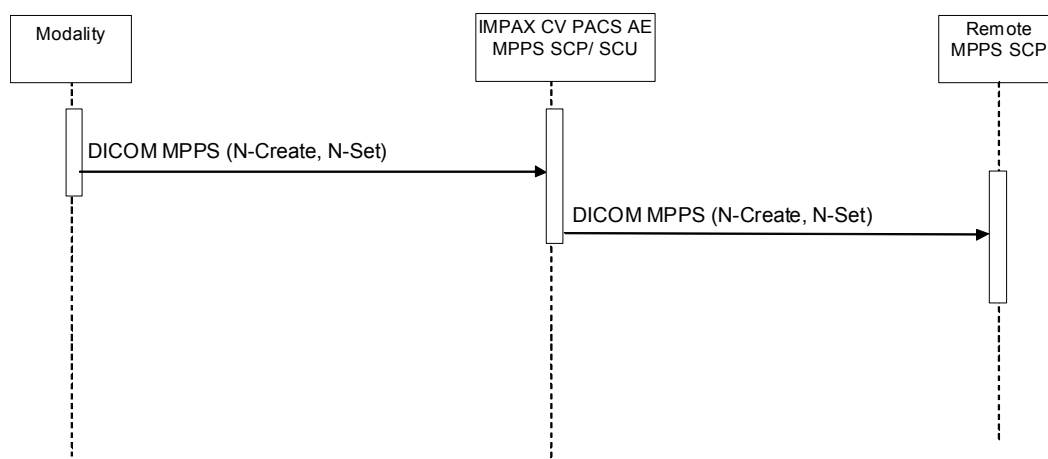 Modality
IMPAX CV PACS AE
MPPS SCP/ SCU
Remote
MPPS SCP
DICOM MPPS (N-Create, N-Set)
DICOM MPPS (N-Create, N-Set)